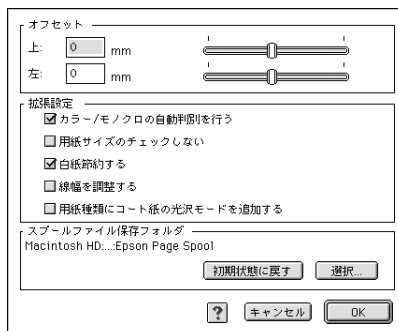 オフセット
上: 0 mm
左: 0 mm
拡張設定
カラー/モノクロの自動判別を行う
用紙サイズのチェックしない
白紙節約する
線幅を調整する
用紙種類にコート紙の光沢モードを追加する
スプールファイル保存フォルダ
Macintosh HD:...:Epson Page Spool
初期状態に戻す 選択...
? キャンセル OK